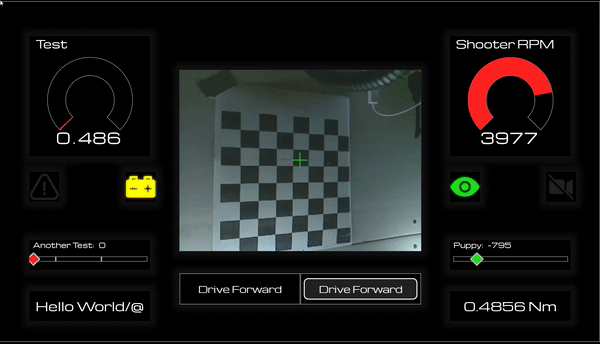 Test
0.486
Shooter RPM
3977
Another Test: 0
Puppy: -795
Hello World/@
Drive Forward
Drive Forward
0.4856 Nm